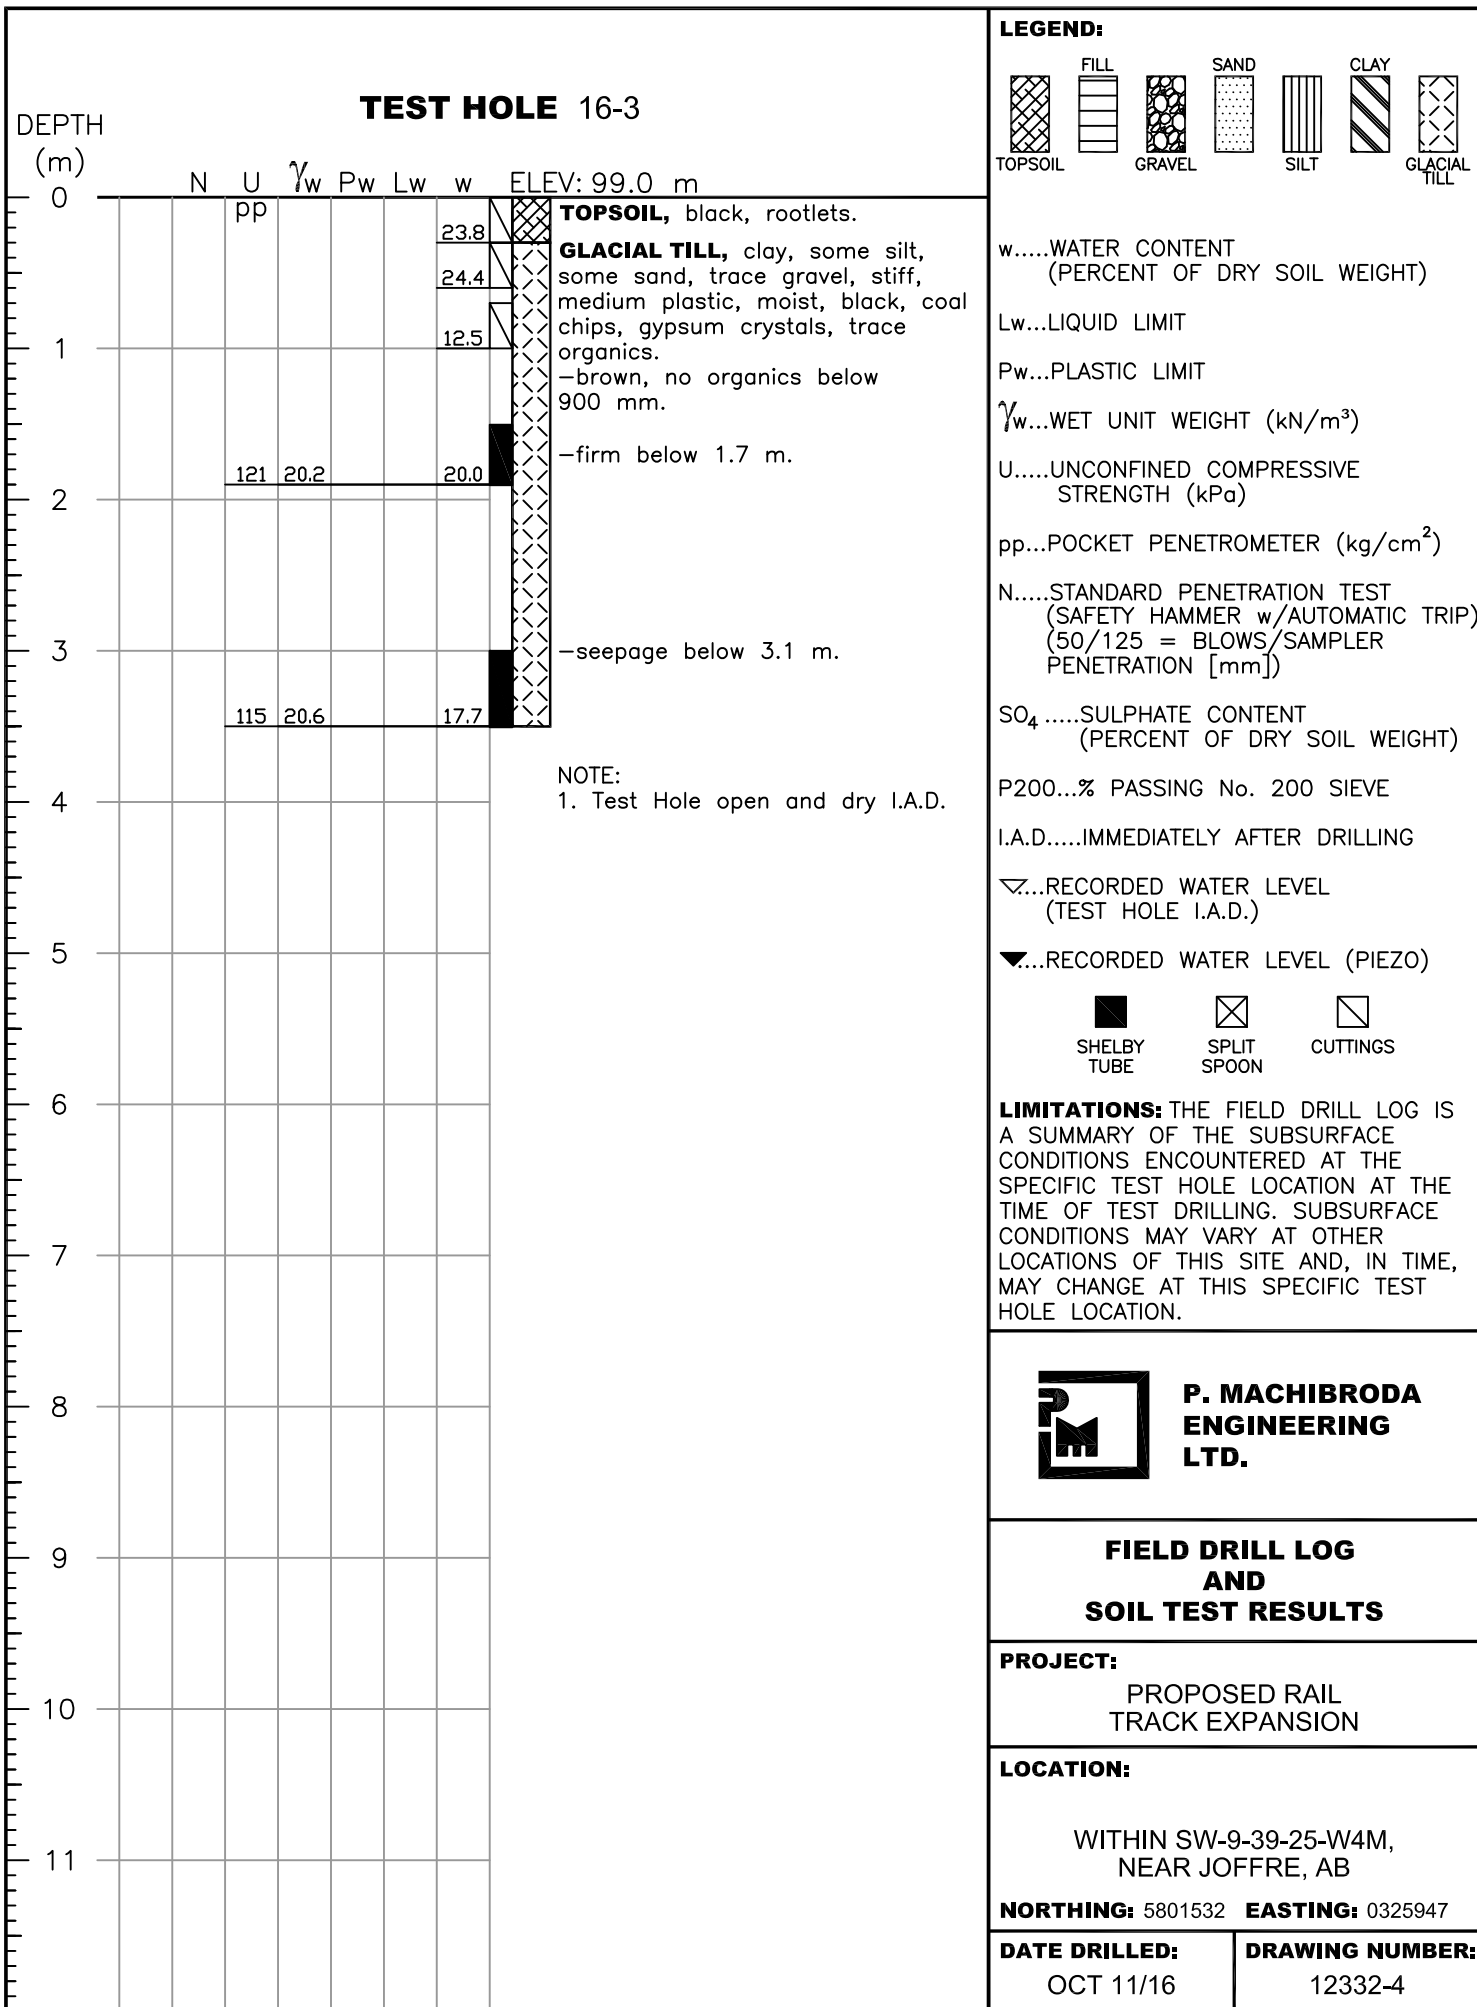 TEST HOLE 16-3
DEPTH
(m)
N U γw Pw Lw w ELEV: 99.0 m
pp
0
TOPSOIL, black, rootlets.
23.8
GLACIAL TILL, clay, some silt,
some sand, trace gravel, stiff,
24.4
medium plastic, moist, black, coal
chips, gypsum crystals, trace
12.5
organics.
1
-brown, no organics below
900 mm.
-firm below 1.7 m.
121 20.2 20.0
2
3
-seepage below 3.1 m.
115 20.6 17.7
NOTE:
1. Test Hole open and dry I.A.D.
4
5
6
7
8
9
10
11
LEGEND:
FILL SAND CLAY
TOPSOIL GRAVEL SILT GLACIAL
TILL
w.....WATER CONTENT
(PERCENT OF DRY SOIL WEIGHT)
Lw...LIQUID LIMIT
Pw...PLASTIC LIMIT
γw...WET UNIT WEIGHT (kN/m³)
U.....UNCONFINED COMPRESSIVE
STRENGTH (kPa)
pp...POCKET PENETROMETER (kg/cm²)
N.....STANDARD PENETRATION TEST
(SAFETY HAMMER w/AUTOMATIC TRIP)
(50/125 = BLOWS/SAMPLER
PENETRATION [mm])
SO₄.....SULPHATE CONTENT
(PERCENT OF DRY SOIL WEIGHT)
P200...% PASSING No. 200 SIEVE
I.A.D.....IMMEDIATELY AFTER DRILLING
....RECORDED WATER LEVEL
(TEST HOLE I.A.D.)
....RECORDED WATER LEVEL (PIEZO)
SHELBY
TUBE
SPLIT
SPOON
CUTTINGS
LIMITATIONS: THE FIELD DRILL LOG IS
A SUMMARY OF THE SUBSURFACE
CONDITIONS ENCOUNTERED AT THE
SPECIFIC TEST HOLE LOCATION AT THE
TIME OF TEST DRILLING. SUBSURFACE
CONDITIONS MAY VARY AT OTHER
LOCATIONS OF THIS SITE AND, IN TIME,
MAY CHANGE AT THIS SPECIFIC TEST
HOLE LOCATION.
P. MACHIBRODA
ENGINEERING
LTD.
FIELD DRILL LOG
AND
SOIL TEST RESULTS
PROJECT:
PROPOSED RAIL
TRACK EXPANSION
LOCATION:
WITHIN SW-9-39-25-W4M,
NEAR JOFFRE, AB
NORTHING: 5801532 EASTING: 0325947
DATE DRILLED:
OCT 11/16
DRAWING NUMBER:
12332-4